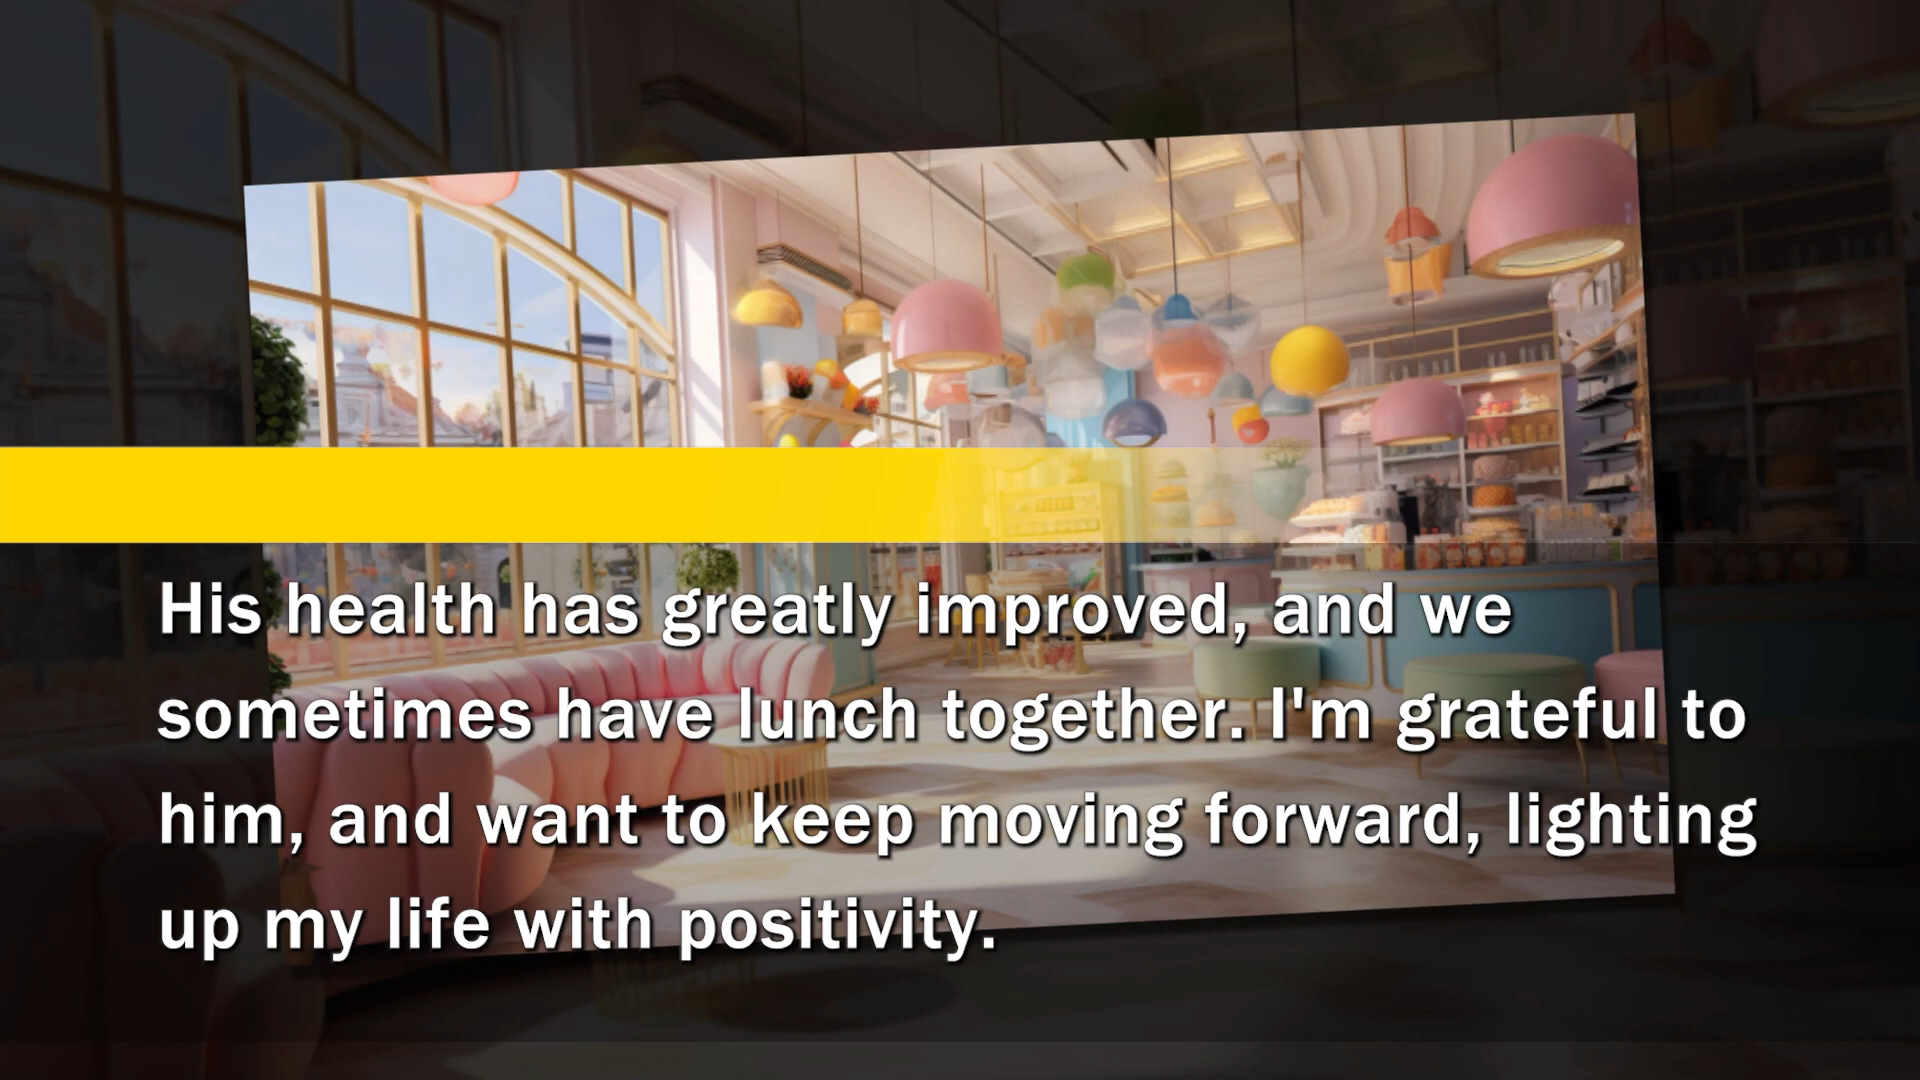 His health has greatly improved, and we
sometimes have lunch together. I'm grateful to
him, and want to keep moving forward, lighting
up my life with positivity.